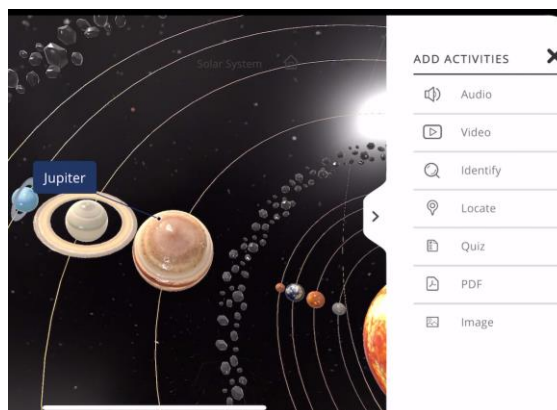 Solar System
Jupiter
ADD ACTIVITIES
Audio
Video
Identify
Locate
Quiz
PDF
Image